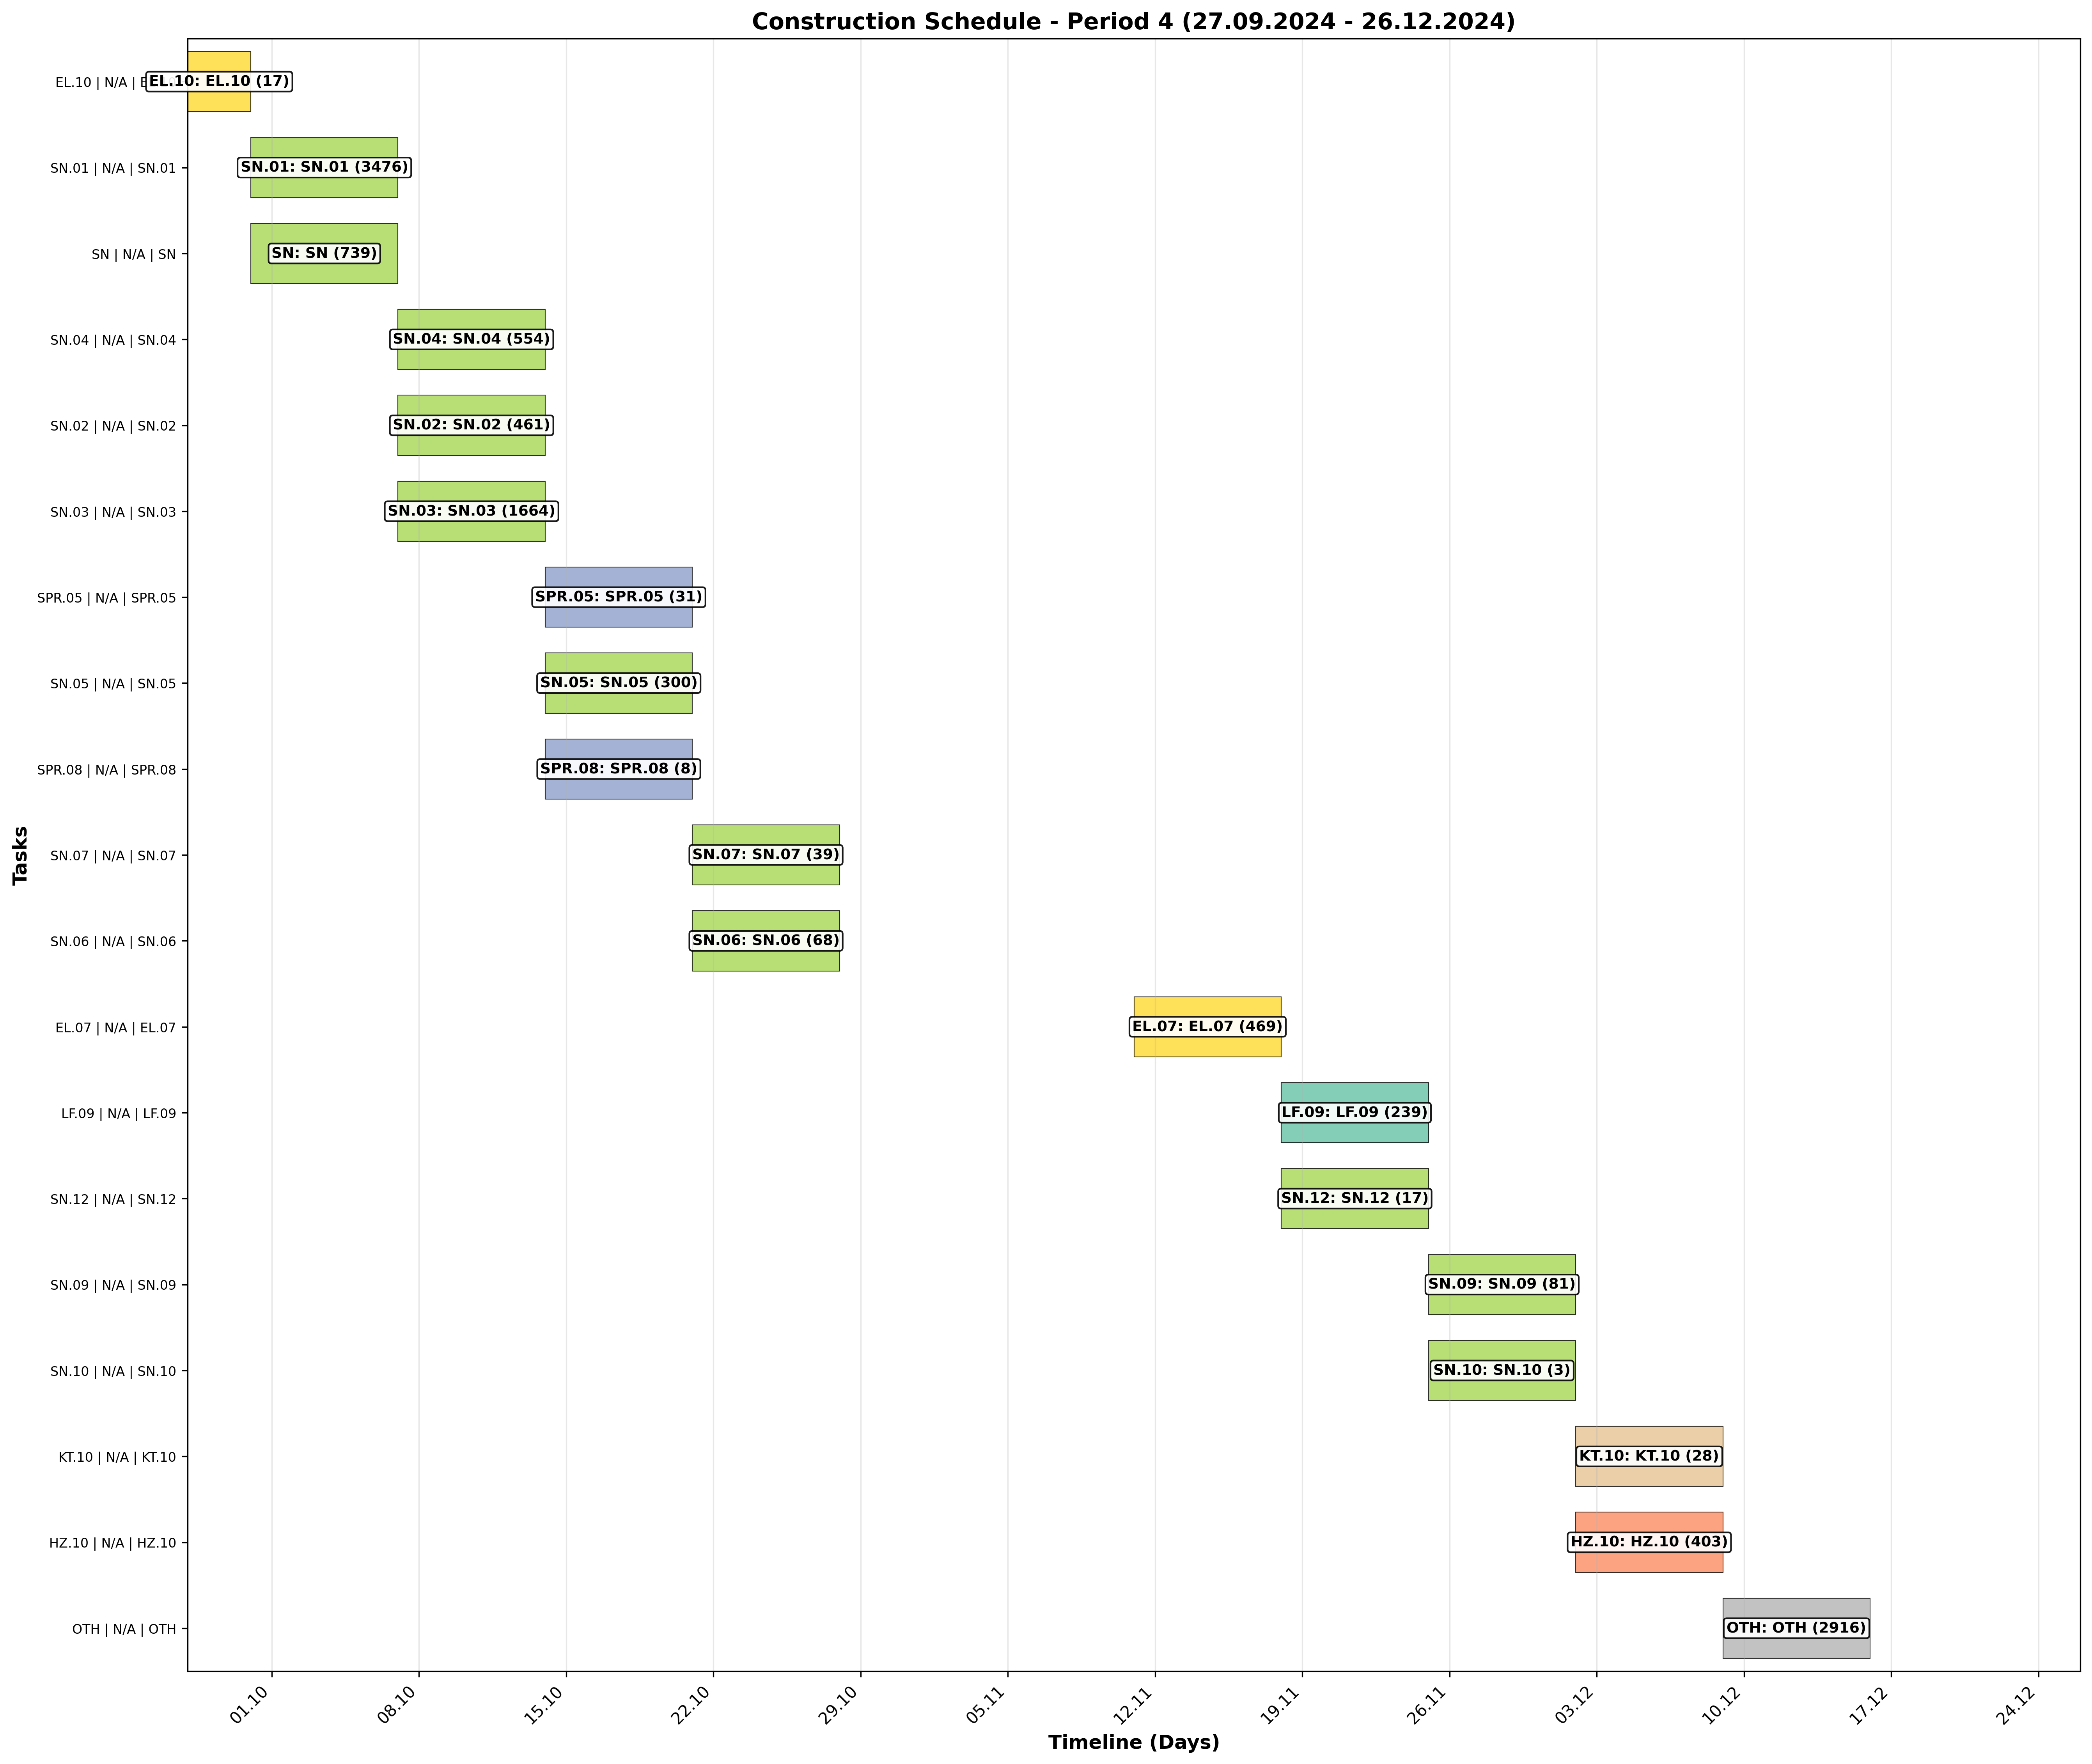 Construction Schedule - Period 4 (27.09.2024 - 26.12.2024)
EL.10 | N/A | E
EL.10: EL.10 (17)
SN.01 | N/A | SN.01
SN.01: SN.01 (3476)
SN | N/A | SN
SN: SN (739)
SN.04 | N/A | SN.04
SN.04: SN.04 (554)
SN.02 | N/A | SN.02
SN.02: SN.02 (461)
SN.03 | N/A | SN.03
SN.03: SN.03 (1664)
SPR.05 | N/A | SPR.05
SPR.05: SPR.05 (31)
SN.05 | N/A | SN.05
SN.05: SN.05 (300)
SPR.08 | N/A | SPR.08
SPR.08: SPR.08 (8)
SN.07 | N/A | SN.07
SN.07: SN.07 (39)
SN.06 | N/A | SN.06
SN.06: SN.06 (68)
EL.07 | N/A | EL.07
EL.07: EL.07 (469)
LF.09 | N/A | LF.09
LF.09: LF.09 (239)
SN.12 | N/A | SN.12
SN.12: SN.12 (17)
SN.09 | N/A | SN.09
SN.09: SN.09 (81)
SN.10 | N/A | SN.10
SN.10: SN.10 (3)
KT.10 | N/A | KT.10
KT.10: KT.10 (28)
HZ.10 | N/A | HZ.10
HZ.10: HZ.10 (403)
OTH | N/A | OTH
OTH: OTH (2916)
Tasks
01.10
08.10
15.10
22.10
29.10
05.11
12.11
19.11
26.11
03.12
10.12
17.12
24.12
Timeline (Days)